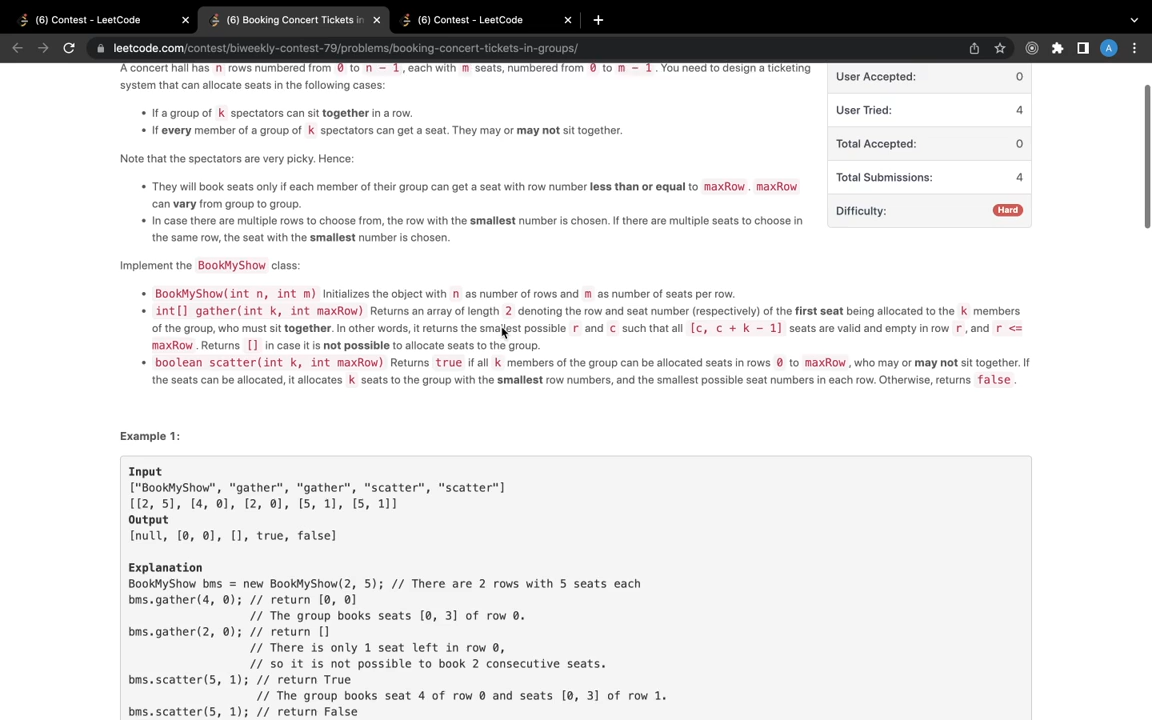 (6) Contest - LeetCode
(6) Booking Concert Tickets in
(6) Contest - LeetCode
leetcode.com/contest/biweekly-contest-79/problems/booking-concert-tickets-in-groups/
A
A concert hall has n rows numbered from 0 to n - 1, each with m seats, numbered from 0 to m - 1. You need to design a ticketing
system that can allocate seats in the following cases:
• If a group of k spectators can sit together in a row.
• If every member of a group of k spectators can get a seat. They may or may not sit together.
Note that the spectators are very picky. Hence:
• They will book seats only if each member of their group can get a seat with row number less than or equal to maxRow. maxRow
can vary from group to group.
• In case there are multiple rows to choose from, the row with the smallest number is chosen. If there are multiple seats to choose in
the same row, the seat with the smallest number is chosen.
User Accepted: 0
User Tried: 4
Total Accepted: 0
Total Submissions: 4
Difficulty: Hard
Implement the BookMyShow class:
• BookMyShow(int n, int m) Initializes the object with n as number of rows and m as number of seats per row.
• int[] gather(int k, int maxRow) Returns an array of length 2 denoting the row and seat number (respectively) of the first seat being allocated to the k members
of the group, who must sit together. In other words, it returns the smallest possible r and c such that all [c, c + k - 1] seats are valid and empty in row r, and r <=
maxRow. Returns [] in case it is not possible to allocate seats to the group.
• boolean scatter(int k, int maxRow) Returns true if all k members of the group can be allocated seats in rows 0 to maxRow, who may or may not sit together. If
the seats can be allocated, it allocates k seats to the group with the smallest row numbers, and the smallest possible seat numbers in each row. Otherwise, returns false.
Example 1:
Input
["BookMyShow", "gather", "gather", "scatter", "scatter"]
[[2, 5], [4, 0], [2, 0], [5, 1], [5, 1]]
Output
[null, [0, 0], [], true, false]
Explanation
BookMyShow bms = new BookMyShow(2, 5); // There are 2 rows with 5 seats each
bms.gather(4, 0); // return [0, 0]
// The group books seats [0, 3] of row 0.
bms.gather(2, 0); // return []
// There is only 1 seat left in row 0,
// so it is not possible to book 2 consecutive seats.
bms.scatter(5, 1); // return True
// The group books seat 4 of row 0 and seats [0, 3] of row 1.
bms.scatter(5, 1); // return False